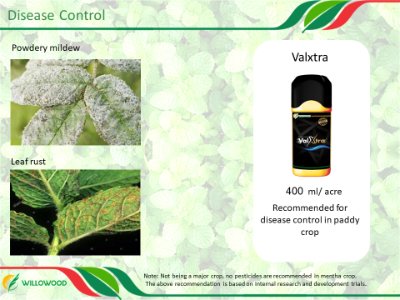 Disease Control
Powdery mildew
Leaf rust
Valxtra
ValXtra
400 ml/ acre
Recommended for
disease control in paddy
crop
WILLOWOOD
Note: Not being a major crop, no pesticides are recommended in mentha crop.
The above recommendation is based on internal research and development trials.